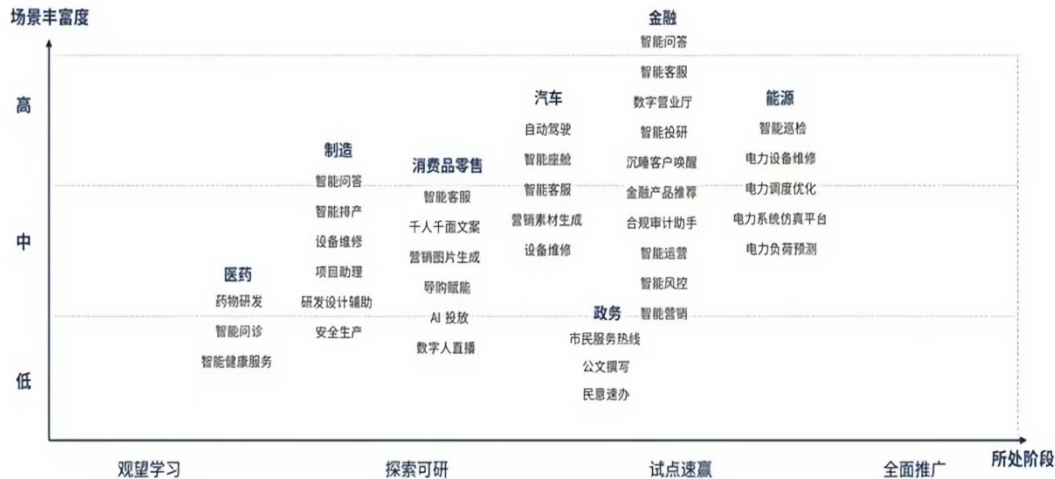 场景丰富度
高
中
低
医药
药物研发
智能问诊
智能健康服务
制造
智能问答
智能排产
设备维修
项目助理
研发设计辅助
安全生产
消费品零售
智能客服
千人千面文案
营销图片生成
导购赋能
AI 投放
数字人直播
汽车
自动驾驶
智能座舱
智能客服
营销素材生成
设备维修
政务
市民服务热线
公文撰写
民意速办
金融
智能问答
智能客服
数字营业厅
智能投研
沉睡客户唤醒
金融产品推荐
合规审计助手
智能运营
智能风控
智能营销
能源
智能巡检
电力设备维修
电力调度优化
电力系统仿真平台
电力负荷预测
观望学习
探索可研
试点速赢
全面推广
所处阶段